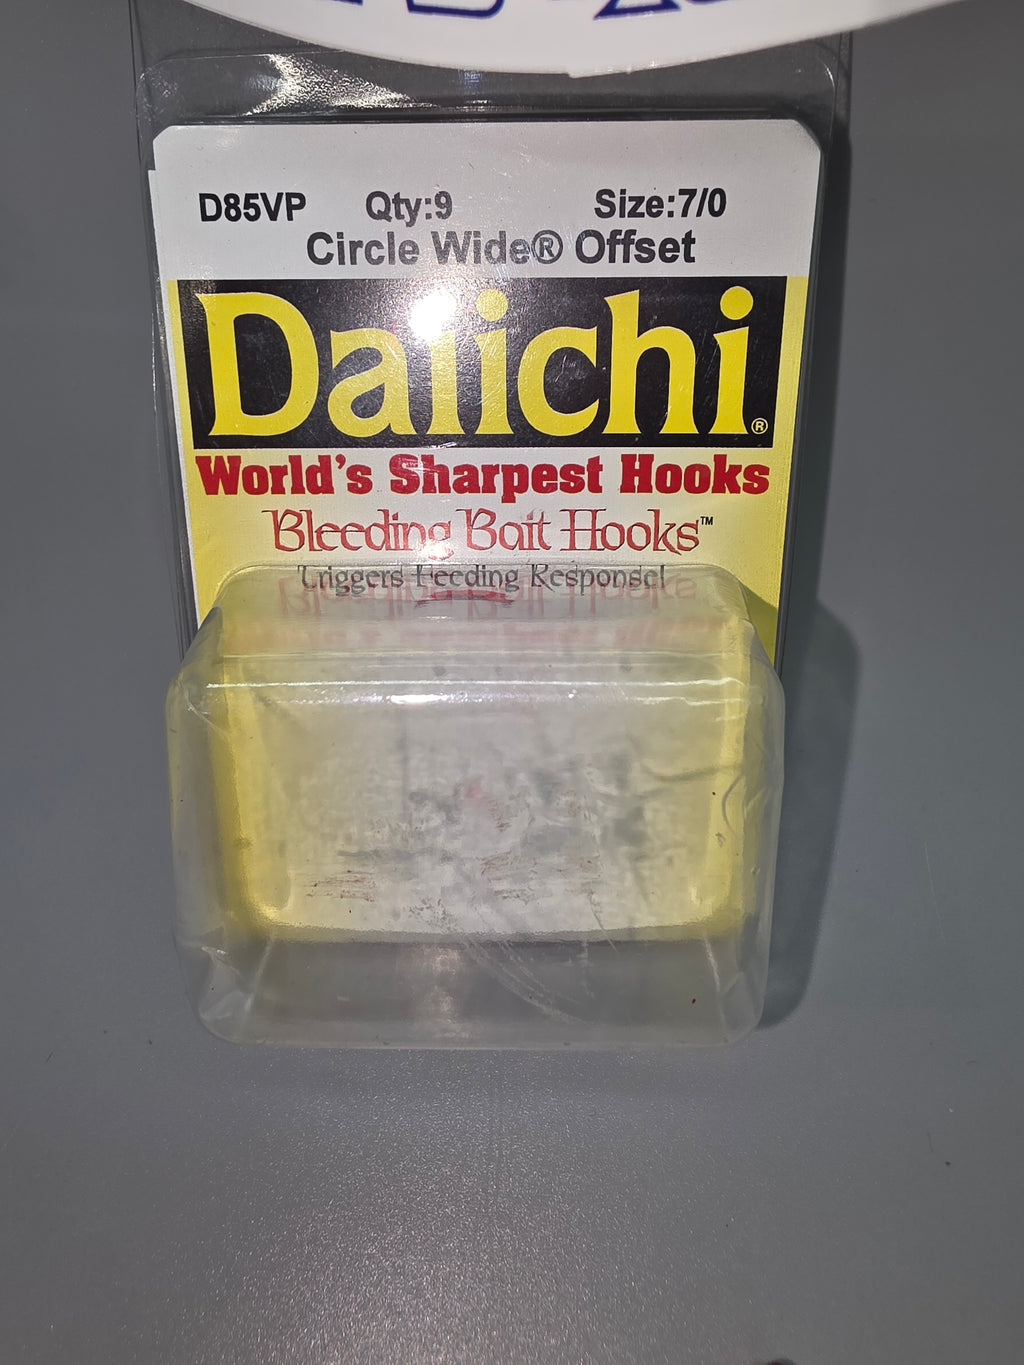 D85VP Qty:9 Size:7/0
Circle Wide® Offset
Daiichi®
World's Sharpest Hooks
Bleeding Bait Hooks™
Triggers Feeding Response!